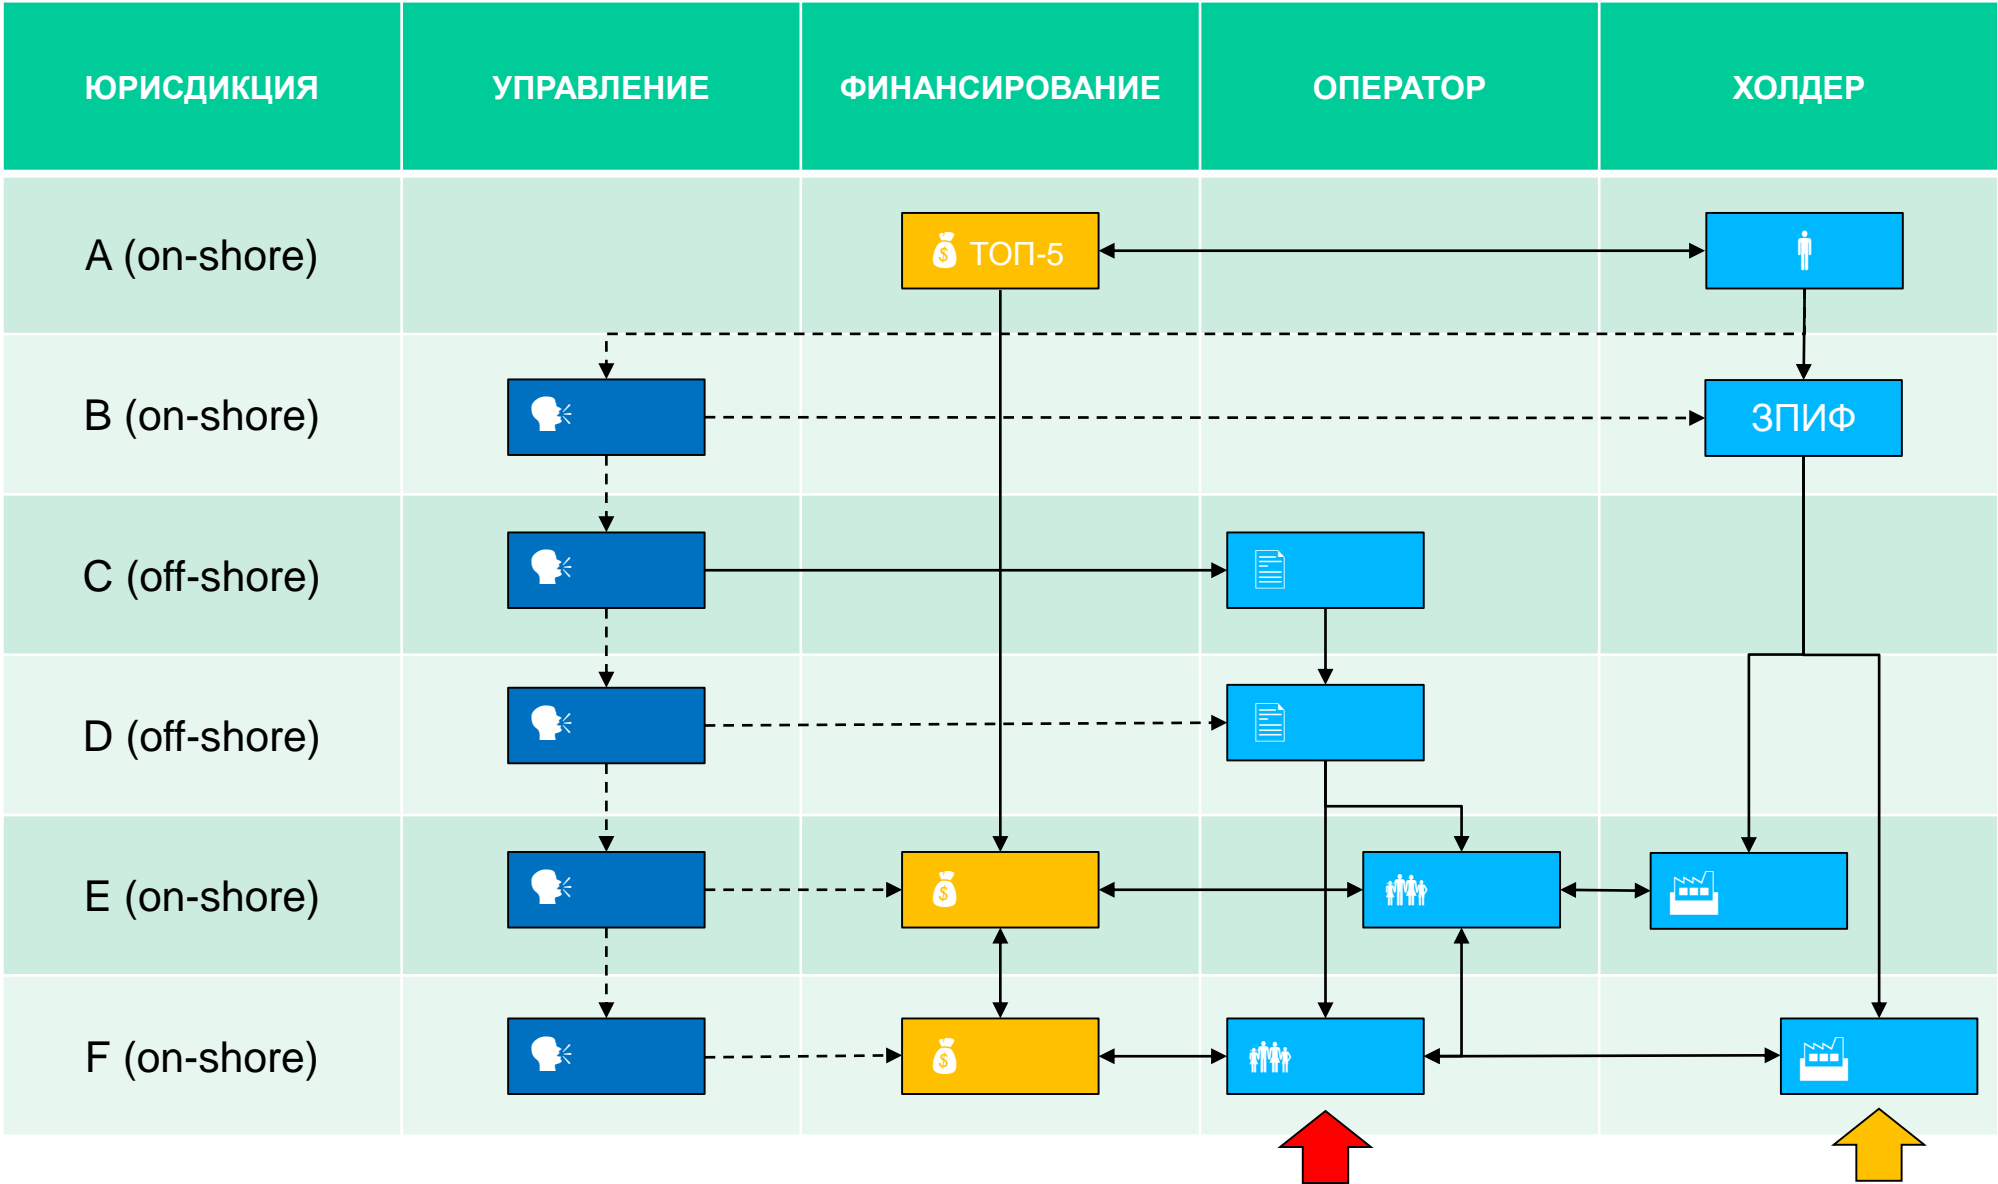 ЮРИСДИКЦИЯ УПРАВЛЕНИЕ ФИНАНСИРОВАНИЕ ОПЕРАТОР ХОЛДЕР
A (on-shore)
$ ТОП-5
B (on-shore)
ЗПИФ
C (off-shore)
D (off-shore)
E (on-shore)
$
F (on-shore)
$